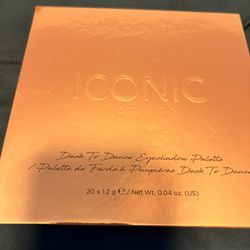 ICONIC
LONDON
Desk To Dance Eyeshadow Palette
/ Palette de Fards à Paupières Desk To Dance
20 x 1.2 g ℮ / Net Wt. 0.04 oz. (US)